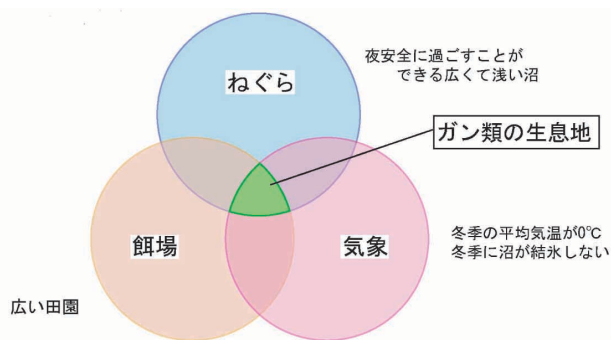 ねぐら
夜安全に過ごすことが
できる広くて浅い沼
ガン類の生息地
餌場
気象
冬季の平均気温が0℃
冬季に沼が結氷しない
広い田園